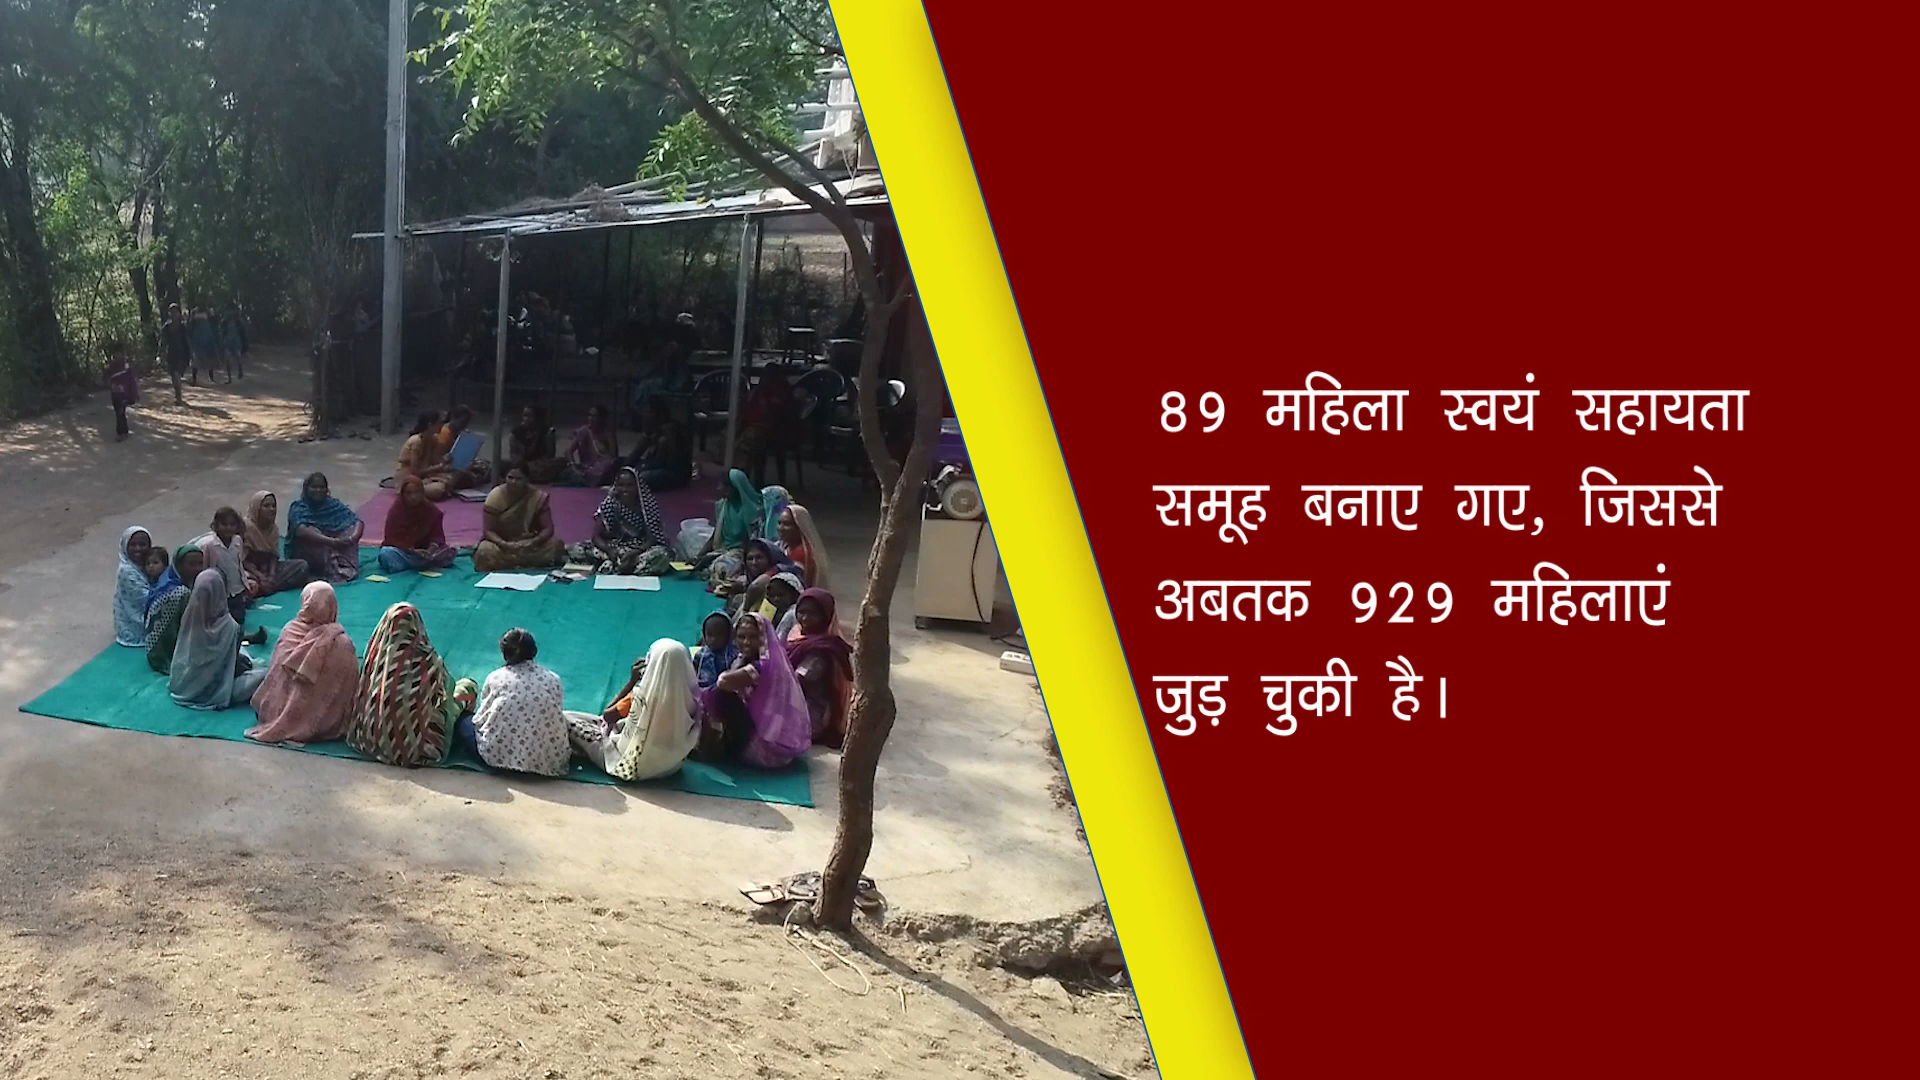 89 महिला स्वयं सहायता
समूह बनाए गए, जिससे
अबतक 929 महिलाएं
जुड़ चुकी है।